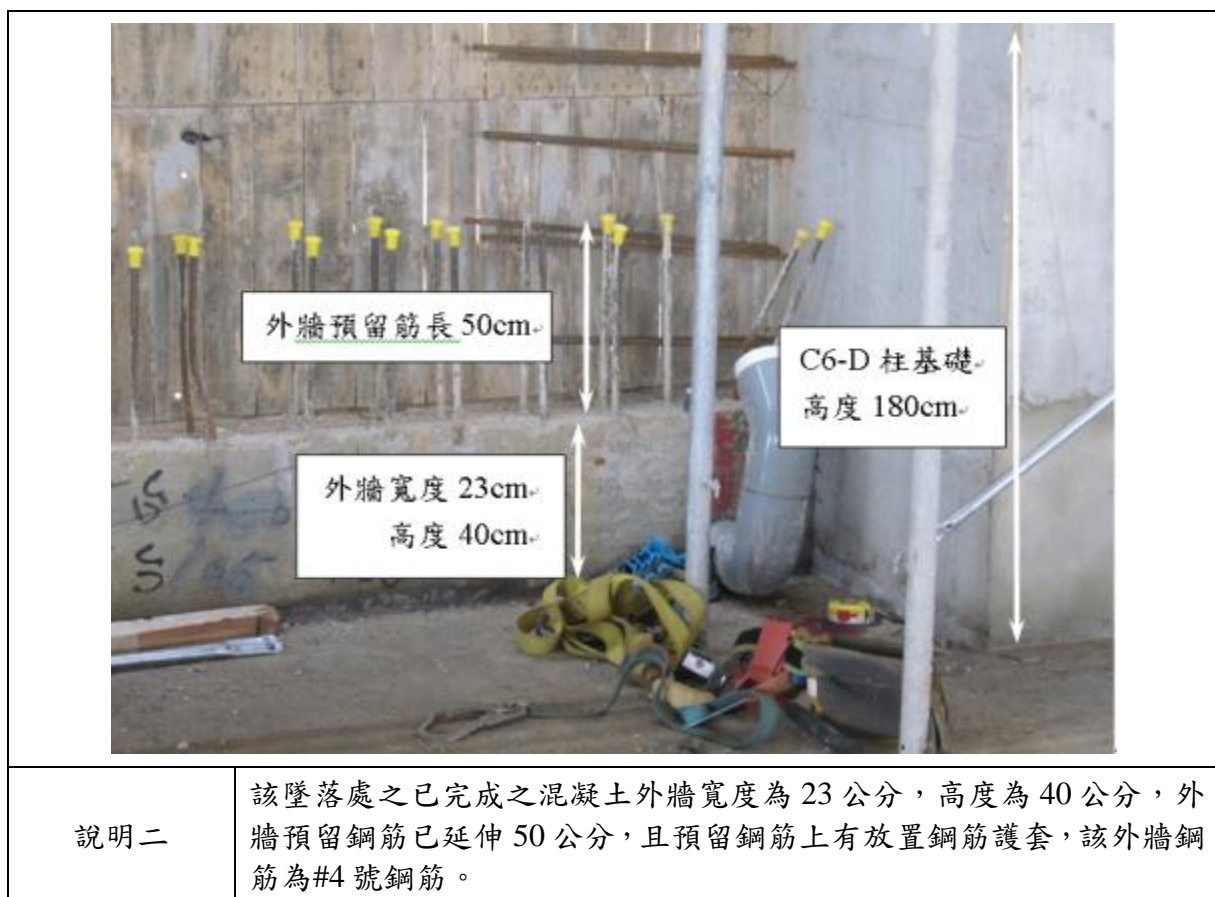 外牆預留筋長 50cm
外牆寬度 23cm
高度 40cm
C6-D 柱基礎
高度 180cm
說明二
該墜落處之已完成之混凝土外牆寬度為 23 公分，高度為 40 公分，外
牆預留鋼筋已延伸 50 公分，且預留鋼筋上有放置鋼筋護套，該外牆鋼
筋為#4 號鋼筋。